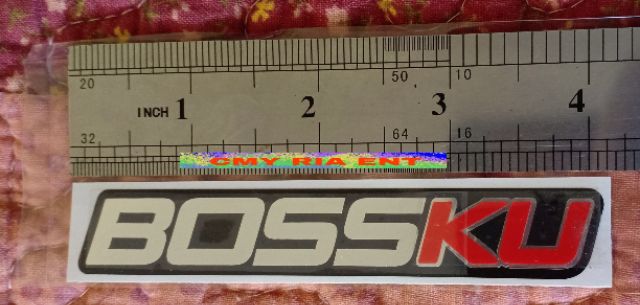 20 50 10
INCH 1 2 3 4
32 64 16
CMY RIA ENT
BOSSKU